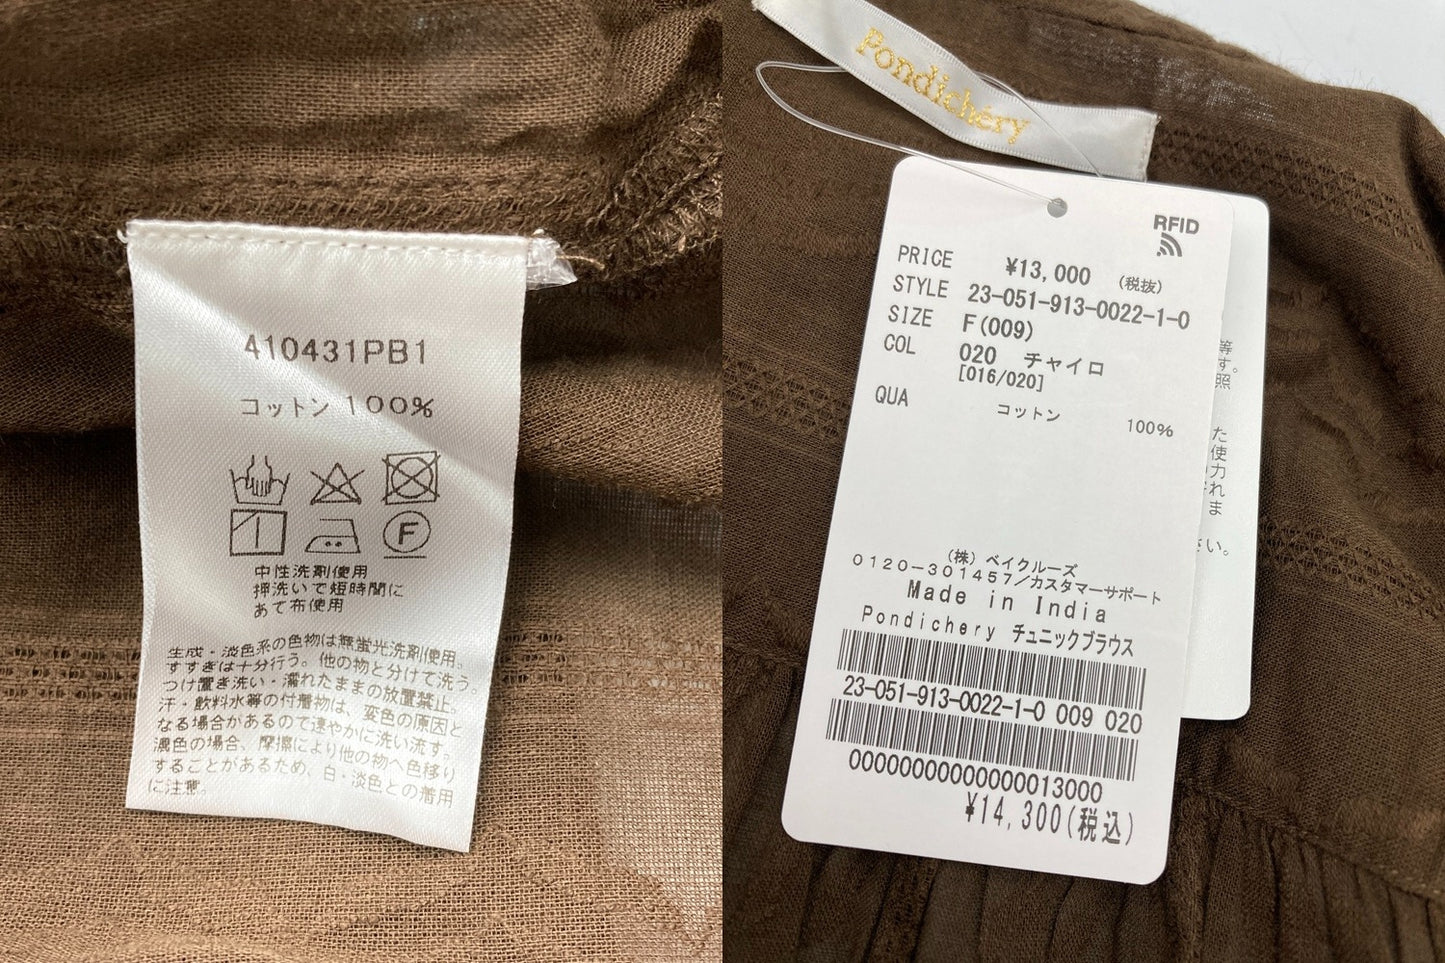 410431PB1
コットン 100%
F
中性洗剤使用
押洗いで短時間に
あて布使用
生成・淡色系の色物は無蛍光洗剤使用。
すすぎは十分行う。他の物と分けて洗う。
つけ置き洗い・濡れたままの放置禁止。
汗・飲料水等の付着物は、変色の原因と
なる場合があるので速やかに洗い流す。
濃色の場合、摩擦により他の物へ色移り
することがあるため、白・淡色との着用
に注意。
Pondichéry
RFID
PRICE ¥13,000 (税抜)
STYLE 23-051-913-0022-1-0
SIZE F(009)
COL 020 チャイロ
[016/020]
QUA コットン 100%
(株) ベイクルーズ
0120-301457/カスタマーサポート
Made in India
Pondichery チュニックブラウス
23-051-913-0022-1-0 009 020
0000000000000013000
¥14,300(税込)
等
す。
照
た
使
力
れ
ま
さい。